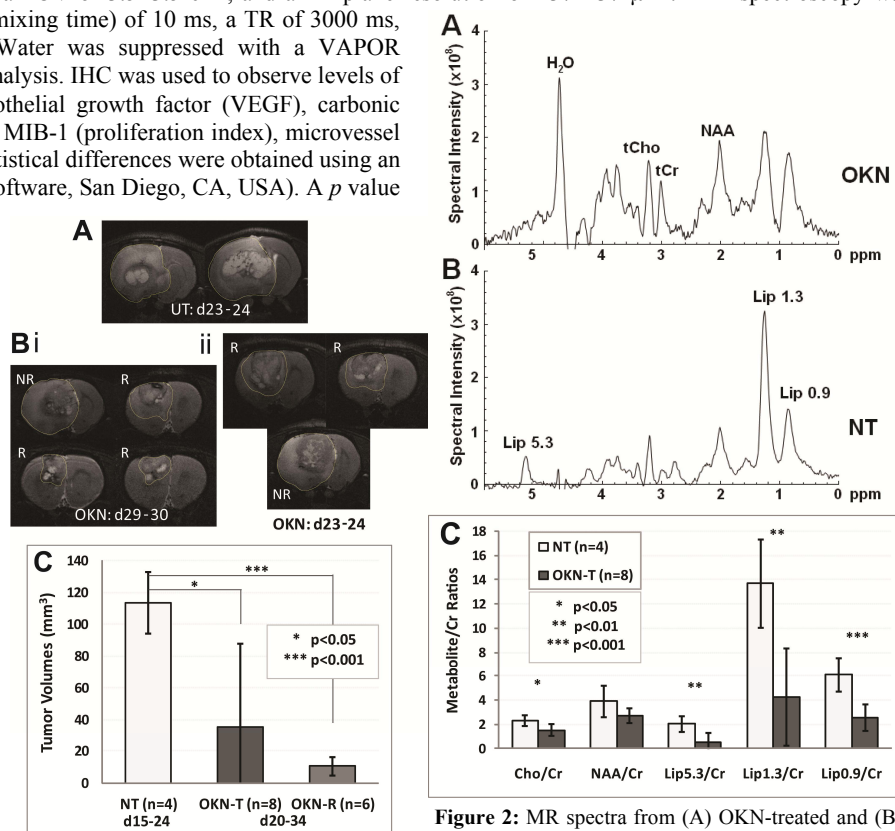 mixing time) of 10 ms, a TR of 3000 ms,
Water was suppressed with a VAPOR
nalysis. IHC was used to observe levels of
othelial growth factor (VEGF), carbonic
MIB-1 (proliferation index), microvessel
tistical differences were obtained using an
oftware, San Diego, CA, USA). A p value
A
UT: d23-24
B i
NR
R
R
R
OKN: d29-30
ii
R
R
NR
OKN: d23-24
C
Tumor Volumes (mm³)
140
120
100
80
60
40
20
0
***
*
* p<0.05
*** p<0.001
NT (n=4) OKN-T (n=8) OKN-R (n=6)
d15-24 d20-34
A
Spectral Intensity (x10⁸)
4
3
2
1
0
H₂O
tCho
tCr
NAA
OKN
5 4 3 2 1 0 ppm
B
Spectral Intensity (x10⁸)
4
3
2
1
0
Lip 5.3
Lip 1.3
Lip 0.9
NT
5 4 3 2 1 0 ppm
C
Metabolite/Cr Ratios
18
16
14
12
10
8
6
4
2
0
NT (n=4)
OKN-T (n=8)
* p<0.05
** p<0.01
*** p<0.001
*
**
**
***
Cho/Cr NAA/Cr Lip5.3/Cr Lip1.3/Cr Lip0.9/Cr
Figure 2: MR spectra from (A) OKN-treated and (B